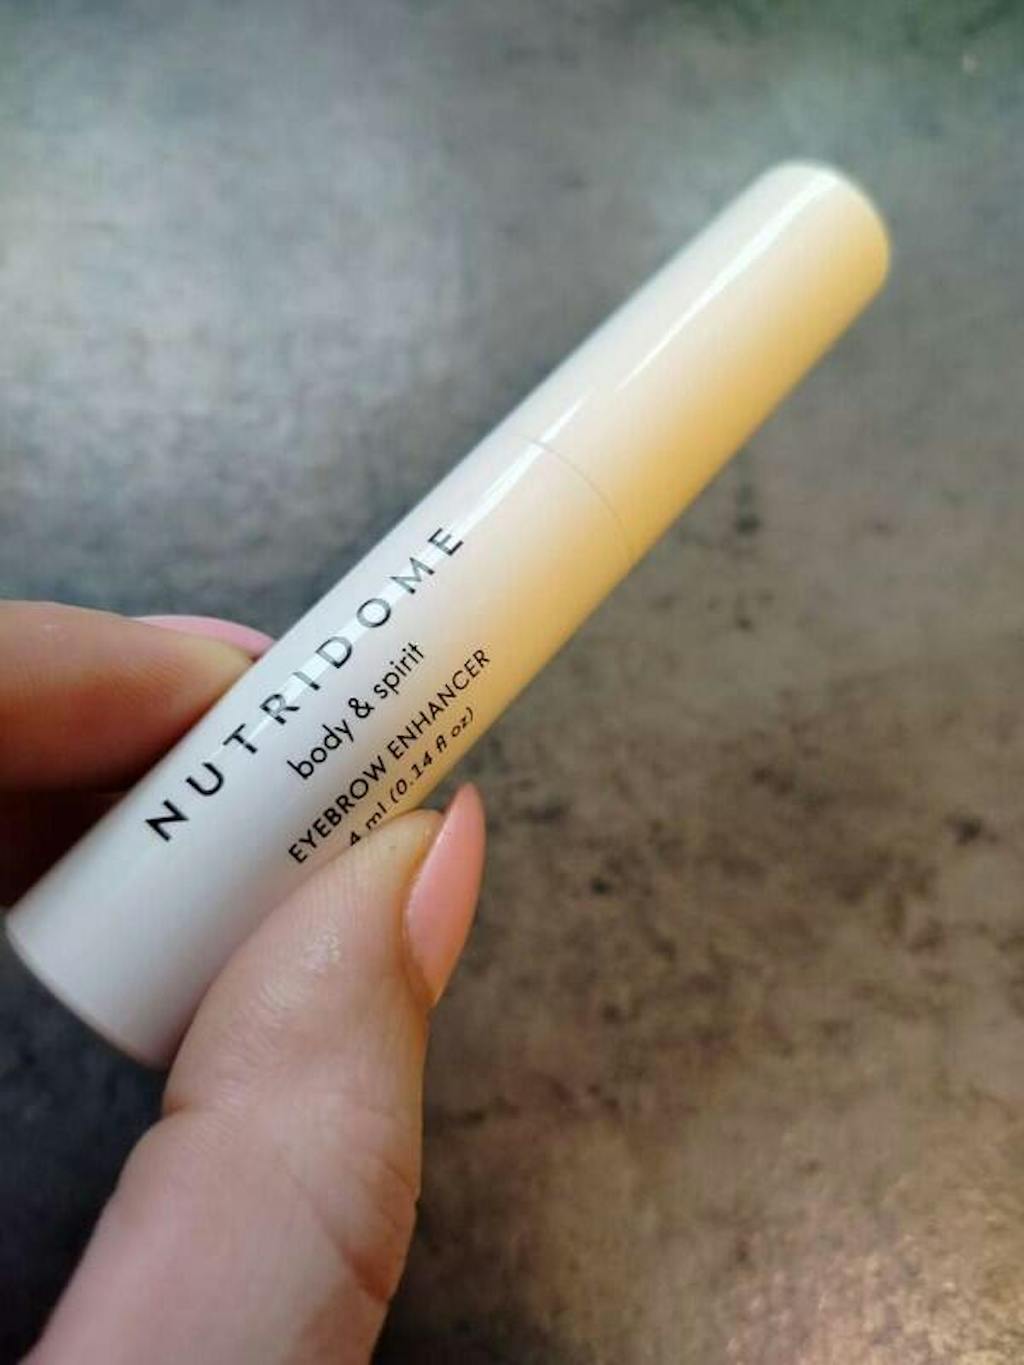 NUTRIDOME
body & spirit
EYEBROW ENHANCER
4 ml (0.14 fl oz)